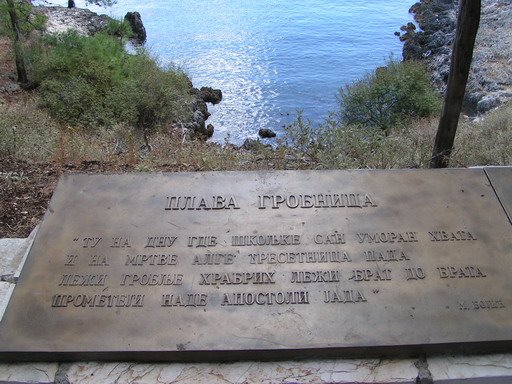 ПЛАВА ГРОБНИЦА
“ТУ НА ДНУ ГДЕ ШКОЉКЕ САН УМОРАН ХВАТА
И НА МРТВЕ АЛГЕ ТРЕСЕТНИЦА ПАДА
ЛЕЖИ ГРОБЉЕ ХРАБРИХ ЛЕЖИ БРАТ ДО БРАТА
ПРОМЕТЕЈИ НАДЕ АПОСТОЛИ ЈАДА”
М. БОЈИЋ